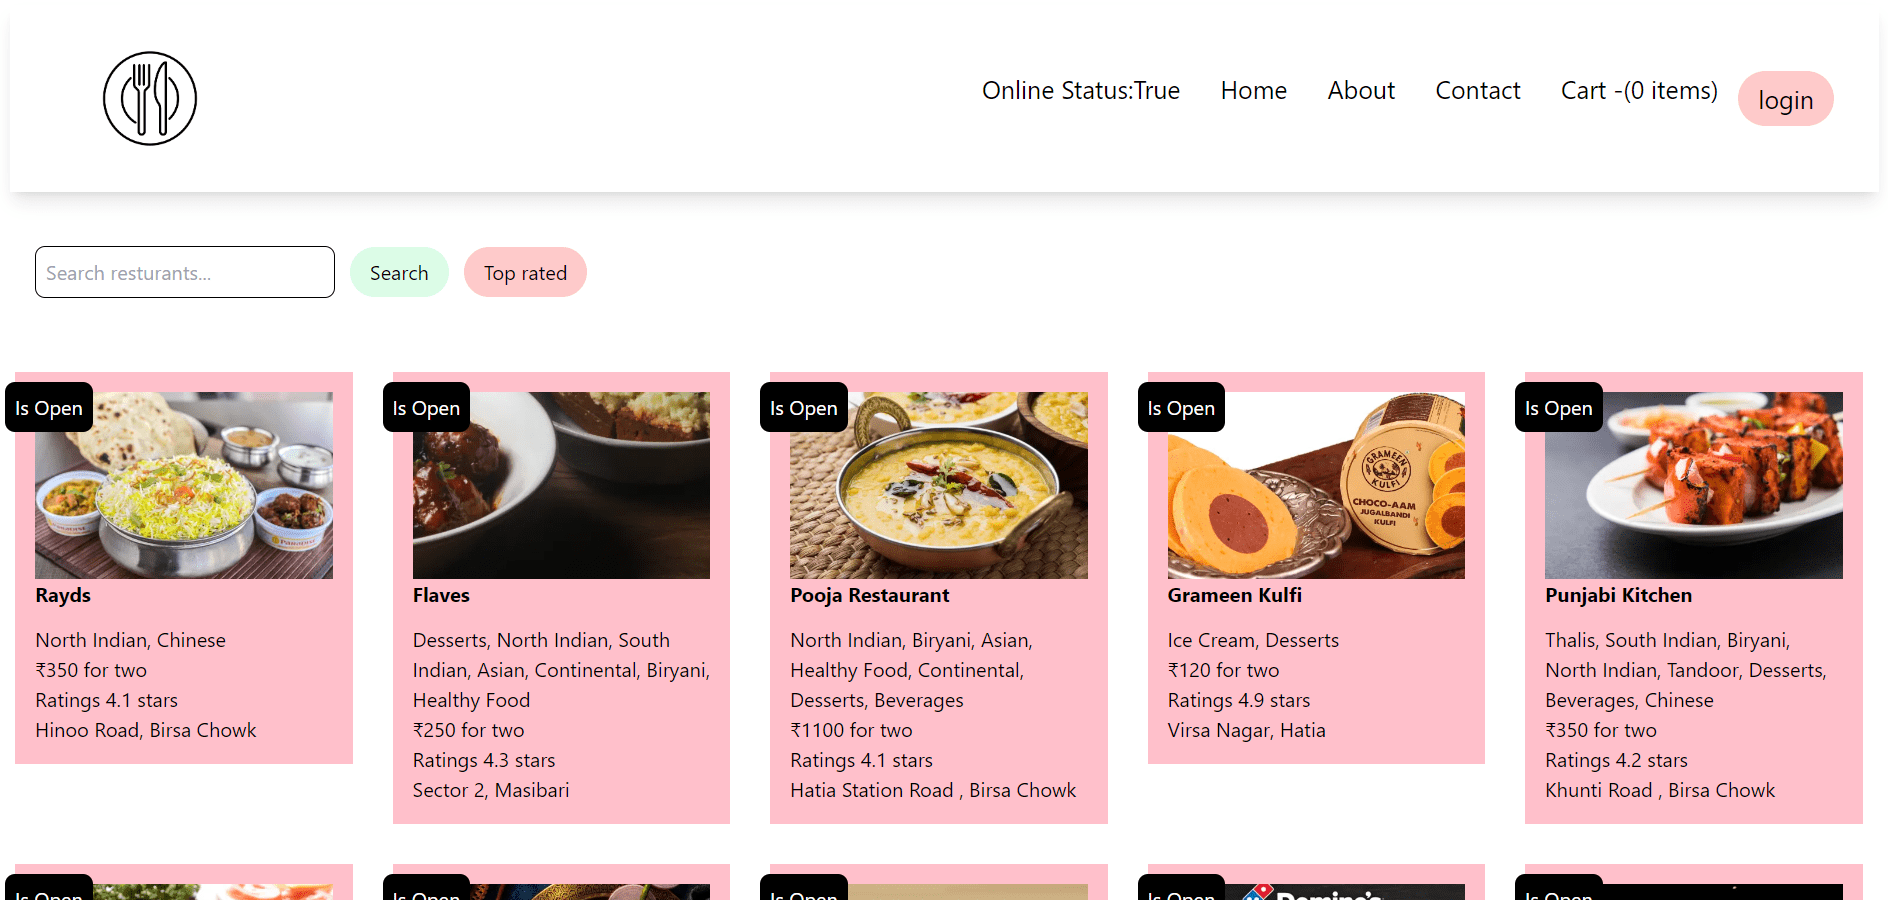 Online Status:True Home About Contact Cart -(0 items) login
Search resturants...
Search
Top rated
Is Open
Is Open
Is Open
Is Open
Is Open
GRAMEEN
KULFI
CHOCO-AAM
JUGALBANDI
KULFI
Rayds
North Indian, Chinese
₹350 for two
Ratings 4.1 stars
Hinoo Road, Birsa Chowk
Flaves
Desserts, North Indian, South
Indian, Asian, Continental, Biryani,
Healthy Food
₹250 for two
Ratings 4.3 stars
Sector 2, Masibari
Pooja Restaurant
North Indian, Biryani, Asian,
Healthy Food, Continental,
Desserts, Beverages
₹1100 for two
Ratings 4.1 stars
Hatia Station Road , Birsa Chowk
Grameen Kulfi
Ice Cream, Desserts
₹120 for two
Ratings 4.9 stars
Virsa Nagar, Hatia
Punjabi Kitchen
Thalis, South Indian, Biryani,
North Indian, Tandoor, Desserts,
Beverages, Chinese
₹350 for two
Ratings 4.2 stars
Khunti Road , Birsa Chowk
Is Open
Is Open
Is Open
Is Open
Domino's
Is Open